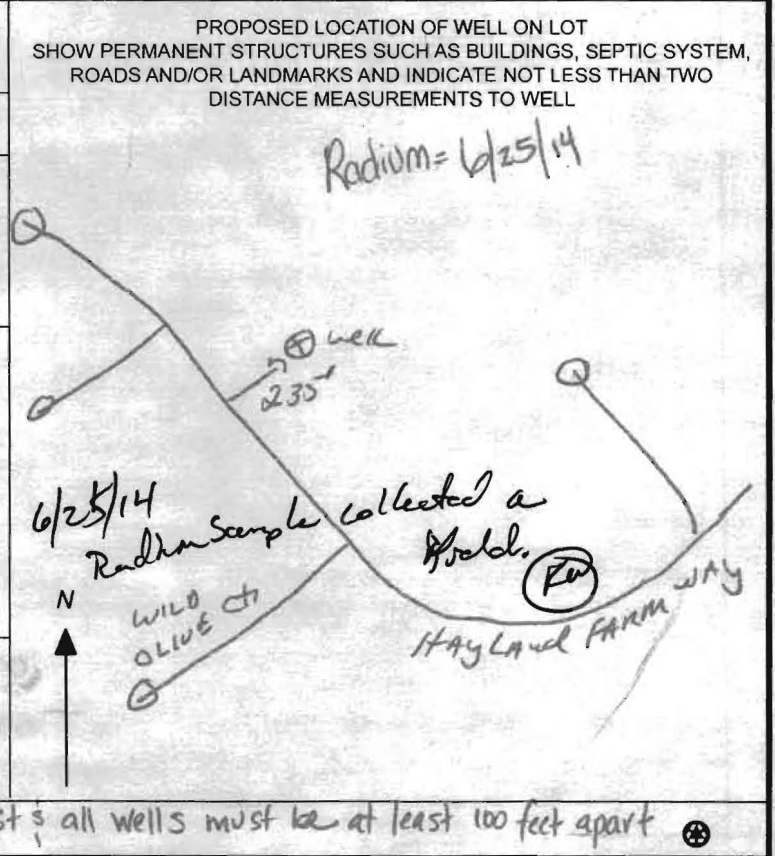 PROPOSED LOCATION OF WELL ON LOT
SHOW PERMANENT STRUCTURES SUCH AS BUILDINGS, SEPTIC SYSTEM,
ROADS AND/OR LANDMARKS AND INDICATE NOT LESS THAN TWO
DISTANCE MEASUREMENTS TO WELL
Radium= 6/25/14
well
235'
6/25/14
Radium Sample collected
N
WILD
OLIVE Ct
HAYLAND FARM WAY
all wells must be at least 100 feet apart